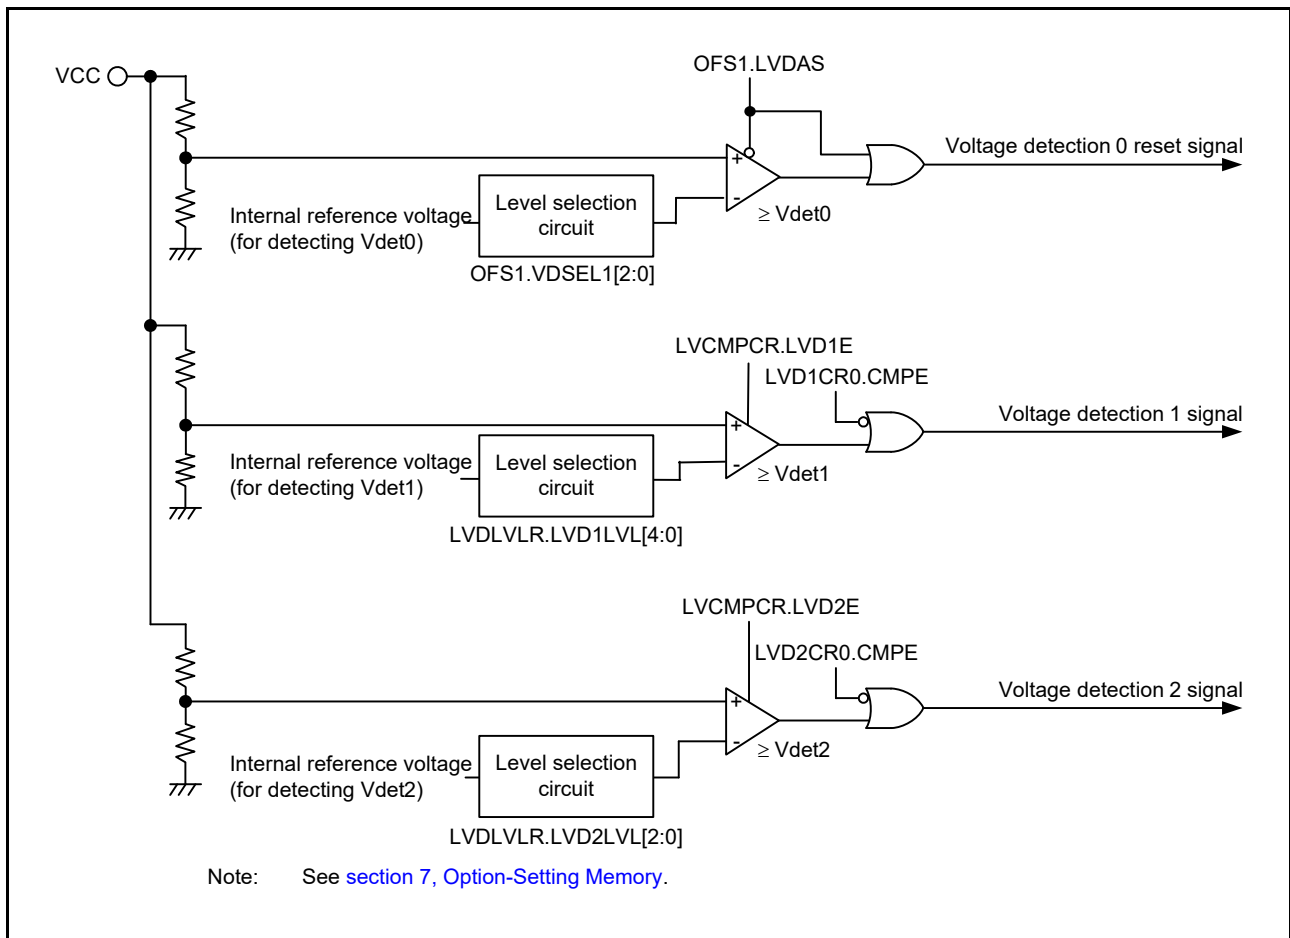 OFS1.LVDAS
VCC
+
Voltage detection 0 reset signal
-
≥ Vdet0
Internal reference voltage
(for detecting Vdet0)
Level selection
circuit
OFS1.VDSEL1[2:0]
LVCMPCR.LVD1E
LVD1CR0.CMPE
+
Voltage detection 1 signal
-
≥ Vdet1
Internal reference voltage
(for detecting Vdet1)
Level selection
circuit
LVDLVLR.LVD1LVL[4:0]
LVCMPCR.LVD2E
LVD2CR0.CMPE
+
Voltage detection 2 signal
-
≥ Vdet2
Internal reference voltage
(for detecting Vdet2)
Level selection
circuit
LVDLVLR.LVD2LVL[2:0]
Note: See section 7, Option-Setting Memory.